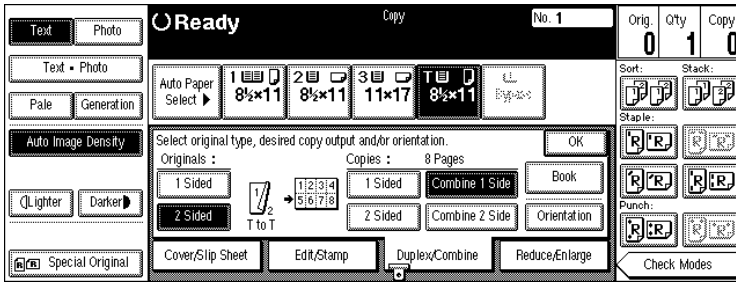 Text
Photo
Text • Photo
Pale
Generation
Auto Image Density
Lighter
Darker
Special Original
Ready
Copy
No. 1
Orig.
Q'ty
Copy
0
1
0
Auto Paper
Select ▶
1
8½×11
2
8½×11
3
11×17
T
8½×11
Bypass
Select original type, desired copy output and/or orientation.
OK
Originals :
Copies :
8 Pages
1 Sided
2 Sided
1/2
T to T
1 2 3 4
5 6 7 8
1 Sided
Combine 1 Side
Book
2 Sided
Combine 2 Side
Orientation
Cover/Slip Sheet
Edit/Stamp
Duplex/Combine
Reduce/Enlarge
Sort:
Stack:
Staple:
Punch:
Check Modes